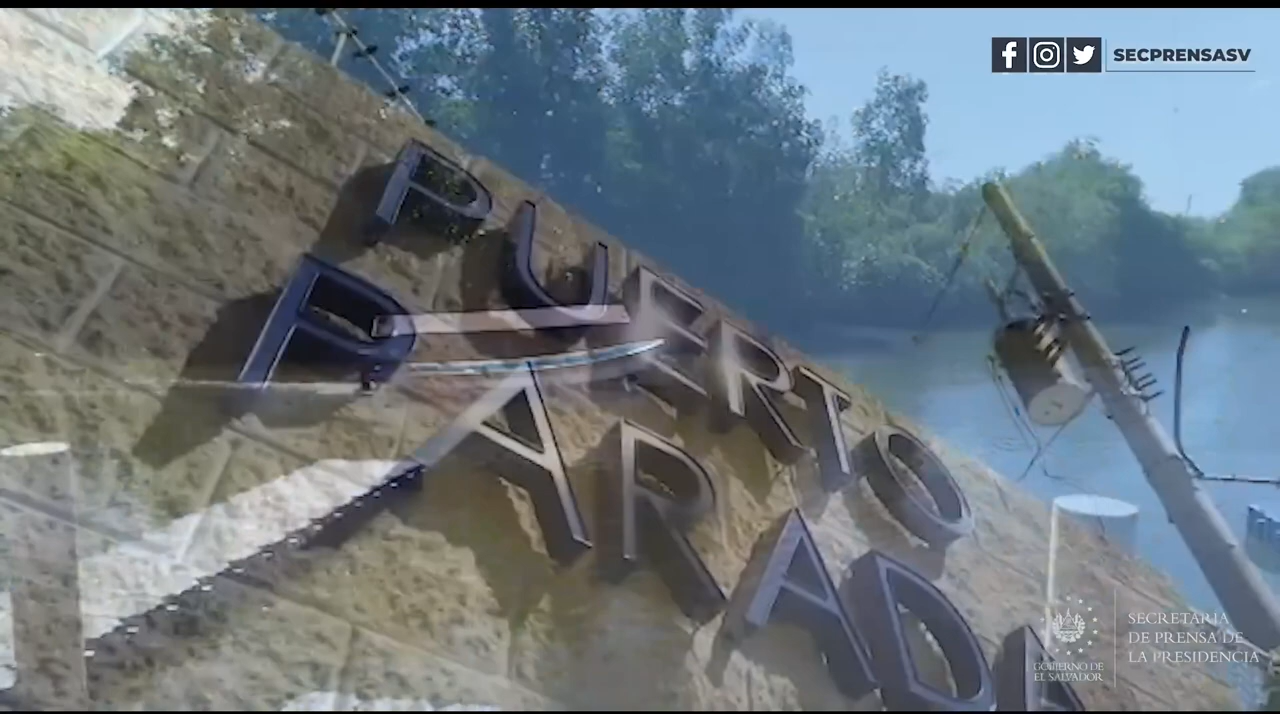 SECPRENSASV
PUERTO
PARADA
SECRETARÍA
DE PRENSA DE
LA PRESIDENCIA
GOBIERNO DE
EL SALVADOR